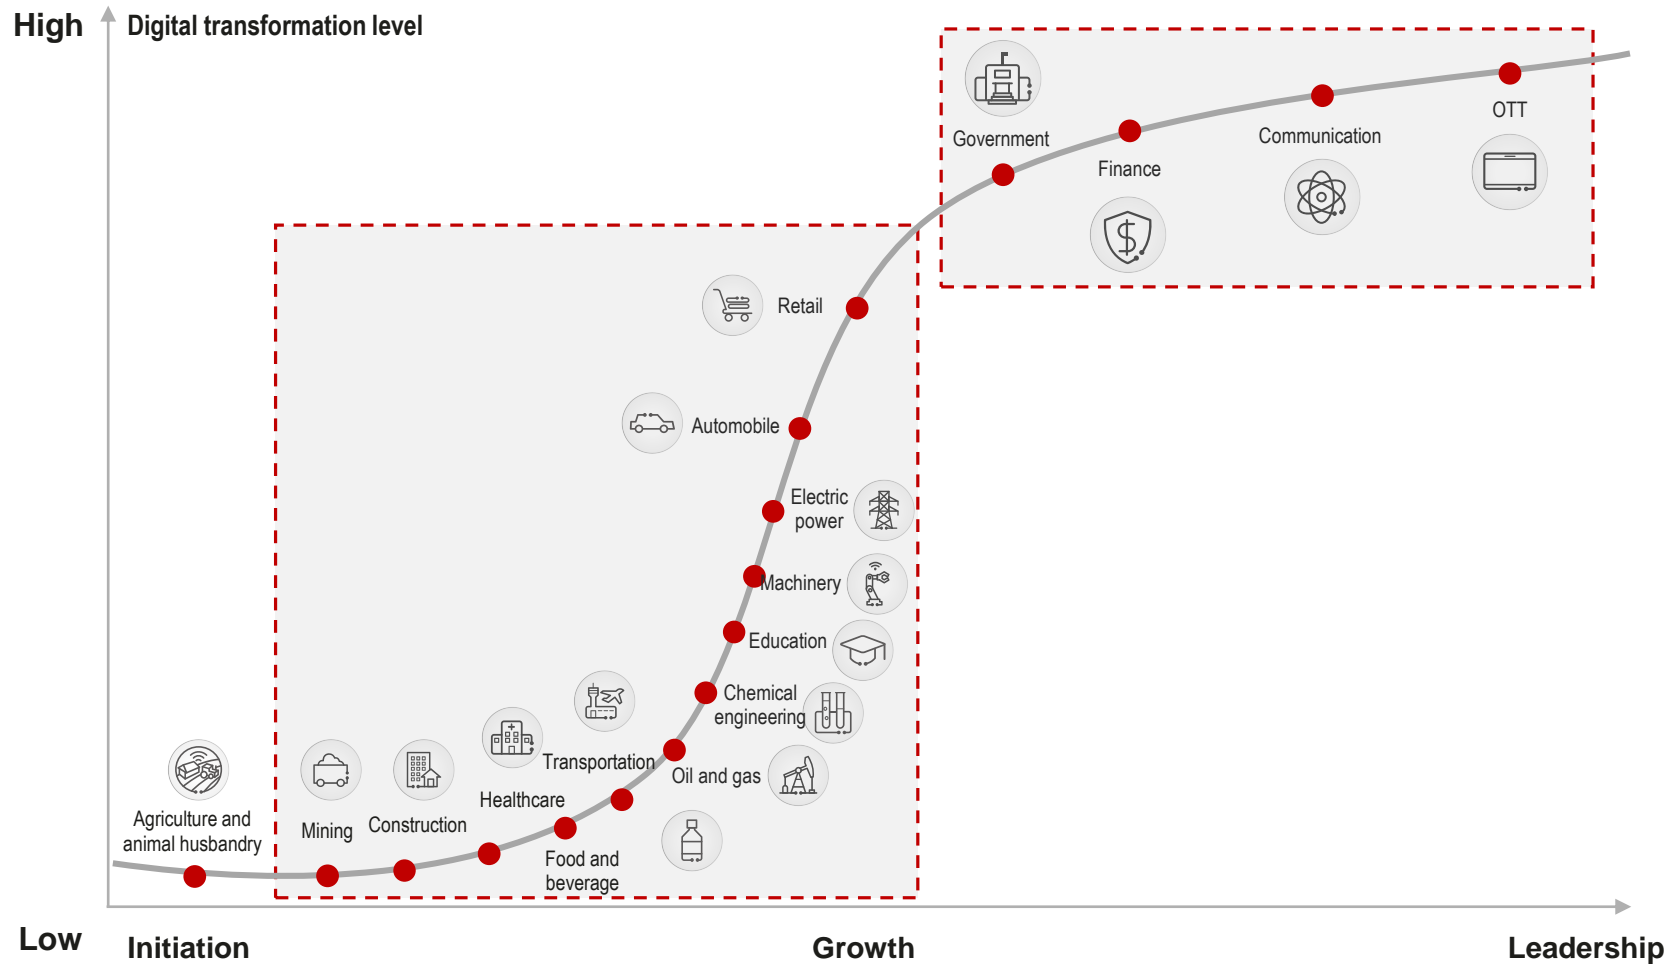 High
Digital transformation level
Government
Finance
Communication
OTT
Retail
Automobile
Electric
power
Machinery
Education
Chemical
engineering
Transportation
Oil and gas
Healthcare
Food and
beverage
Construction
Mining
Agriculture and
animal husbandry
Low
Initiation
Growth
Leadership